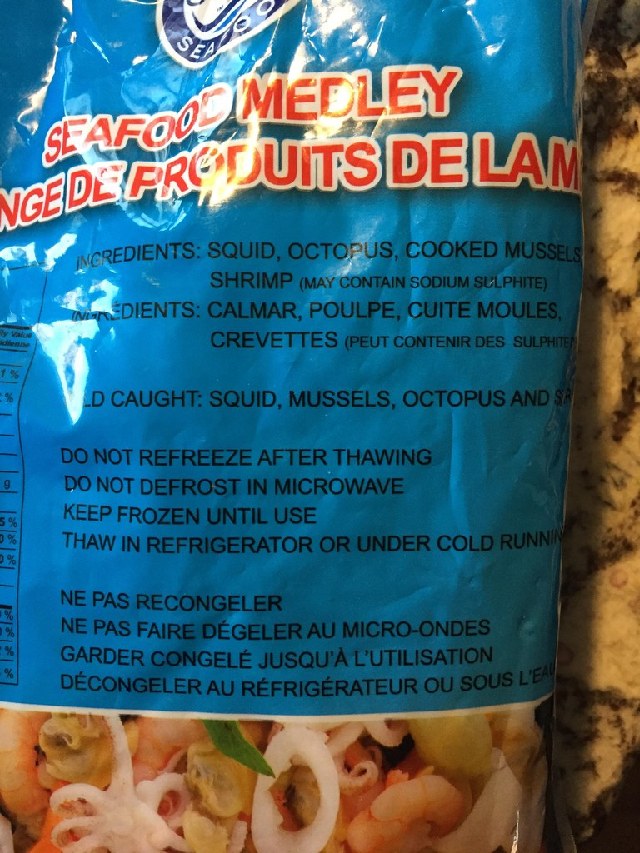 SEAFOOD MEDLEY
NGE DE PRODUITS DE LA M
INGREDIENTS: SQUID, OCTOPUS, COOKED MUSSELS
SHRIMP (MAY CONTAIN SODIUM SULPHITE)
INGRÉDIENTS: CALMAR, POULPE, CUITE MOULES,
CREVETTES (PEUT CONTENIR DES SULPHITE
LD CAUGHT: SQUID, MUSSELS, OCTOPUS AND
DO NOT REFREEZE AFTER THAWING
DO NOT DEFROST IN MICROWAVE
KEEP FROZEN UNTIL USE
THAW IN REFRIGERATOR OR UNDER COLD RUNNIN
NE PAS RECONGELER
NE PAS FAIRE DÉGELER AU MICRO-ONDES
GARDER CONGELÉ JUSQU'À L'UTILISATION
DÉCONGELER AU RÉFRIGÉRATEUR OU SOUS L'EAU